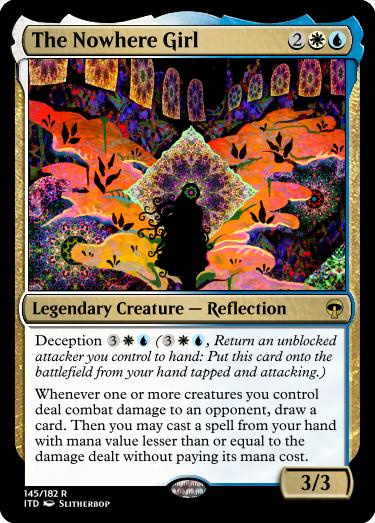 The Nowhere Girl 2
Legendary Creature — Reflection
Deception 3 (3, Return an unblocked
attacker you control to hand: Put this card onto the
battlefield from your hand tapped and attacking.)
Whenever one or more creatures you control
deal combat damage to an opponent, draw a
card. Then you may cast a spell from your hand
with mana value lesser than or equal to the
damage dealt without paying its mana cost.
3/3
145/182 R
ITD SLITHERBOP